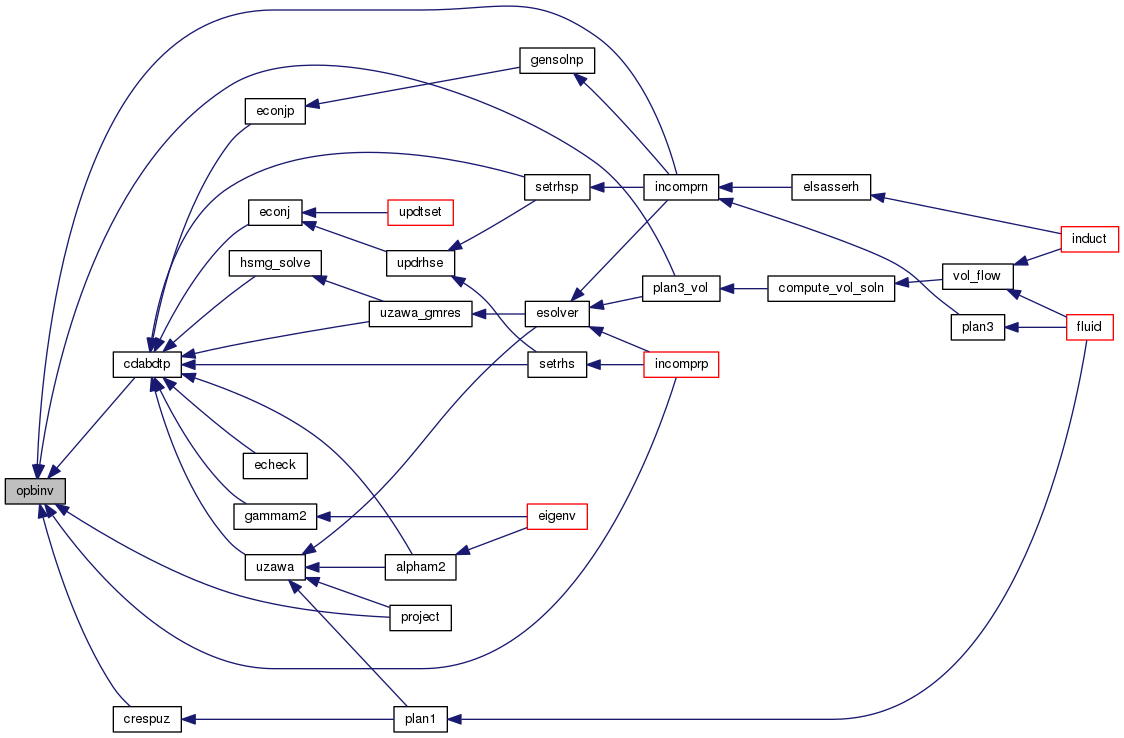 gensolnp
econjp
setrhsp
incomprn
elsasserh
econj
updtset
induct
hsmg_solve
updrhse
vol_flow
plan3_vol
compute_vol_soln
uzawa_gmres
esolver
plan3
fluid
cdabdtp
setrhs
incomprp
echeck
opbinv
gammam2
eigenv
uzawa
alpham2
project
crespuz
plan1